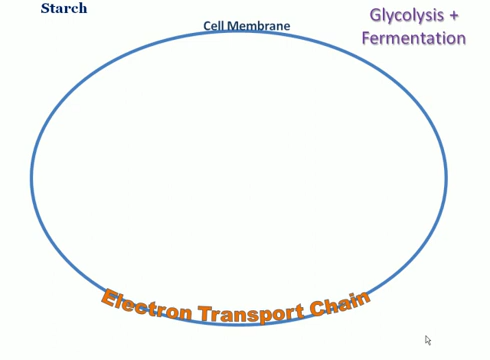 Starch
Cell Membrane
Glycolysis +
Fermentation
Electron Transport Chain